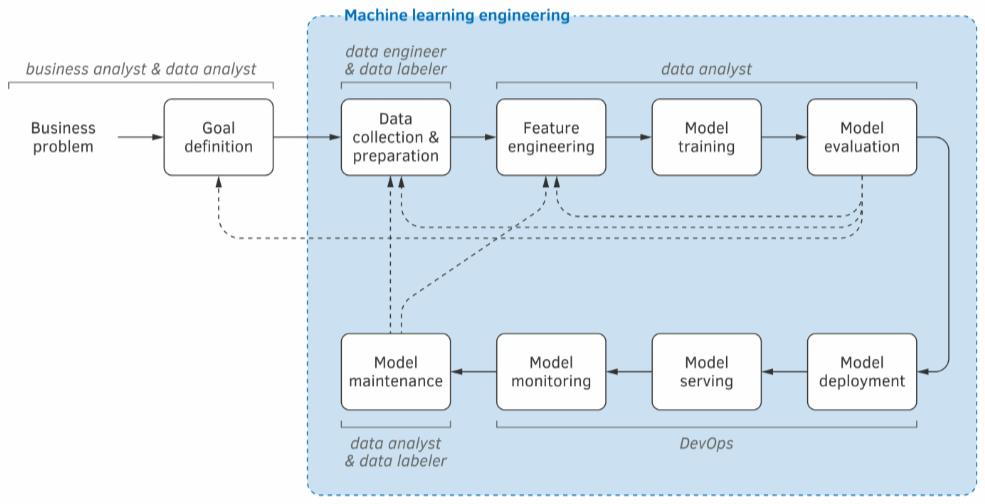 Machine learning engineering
data engineer
& data labeler
business analyst & data analyst
data analyst
Business
problem
Goal
definition
Data
collection &
preparation
Feature
engineering
Model
training
Model
evaluation
Model
maintenance
Model
monitoring
Model
serving
Model
deployment
data analyst
& data labeler
DevOps